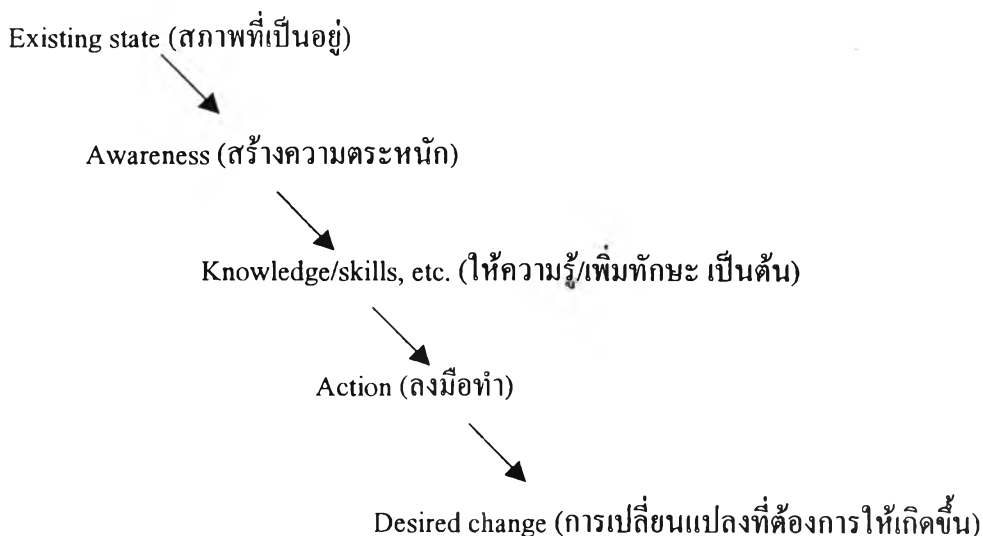 Existing state (สภาพที่เป็นอยู่)
Awareness (สร้างความตระหนัก)
Knowledge/skills, etc. (ให้ความรู้/เพิ่มทักษะ เป็นต้น)
Action (ลงมือทำ)
Desired change (การเปลี่ยนแปลงที่ต้องการให้เกิดขึ้น)